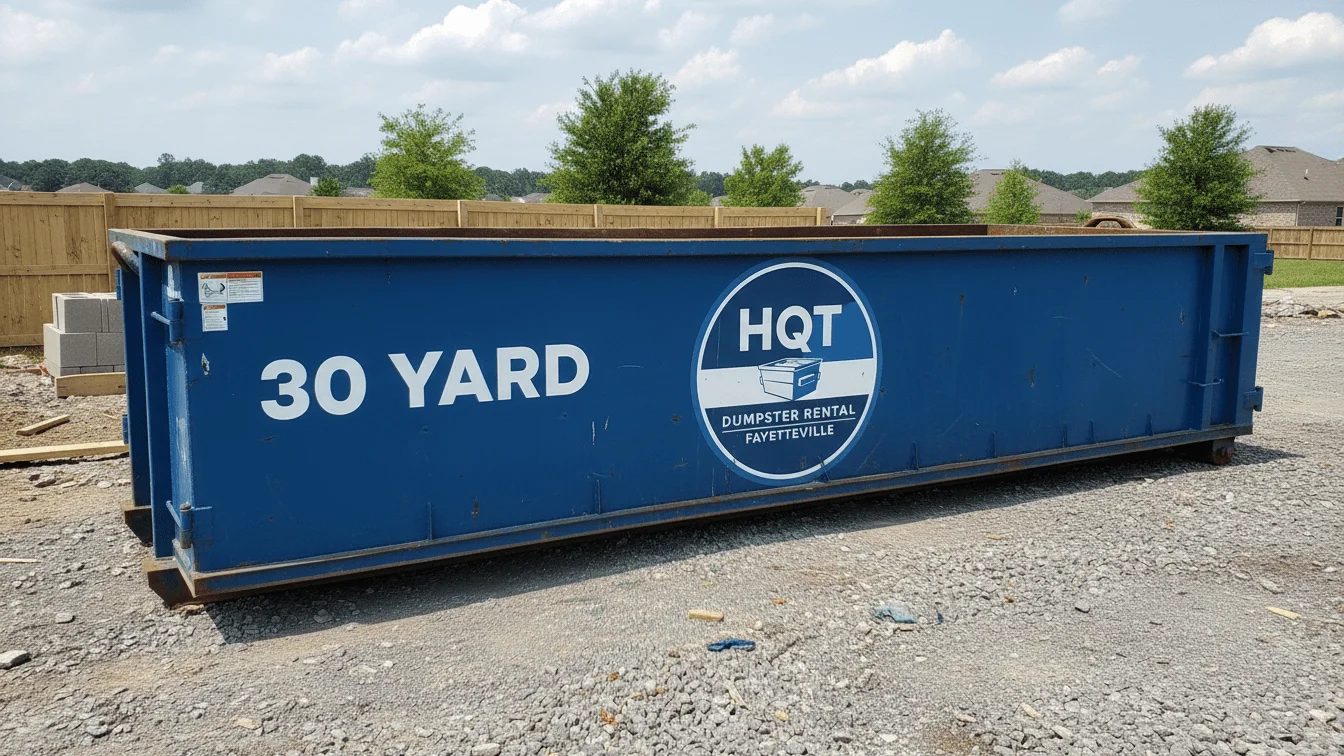 30 YARD
HQT
DUMPSTER RENTAL
FAYETTEVILLE